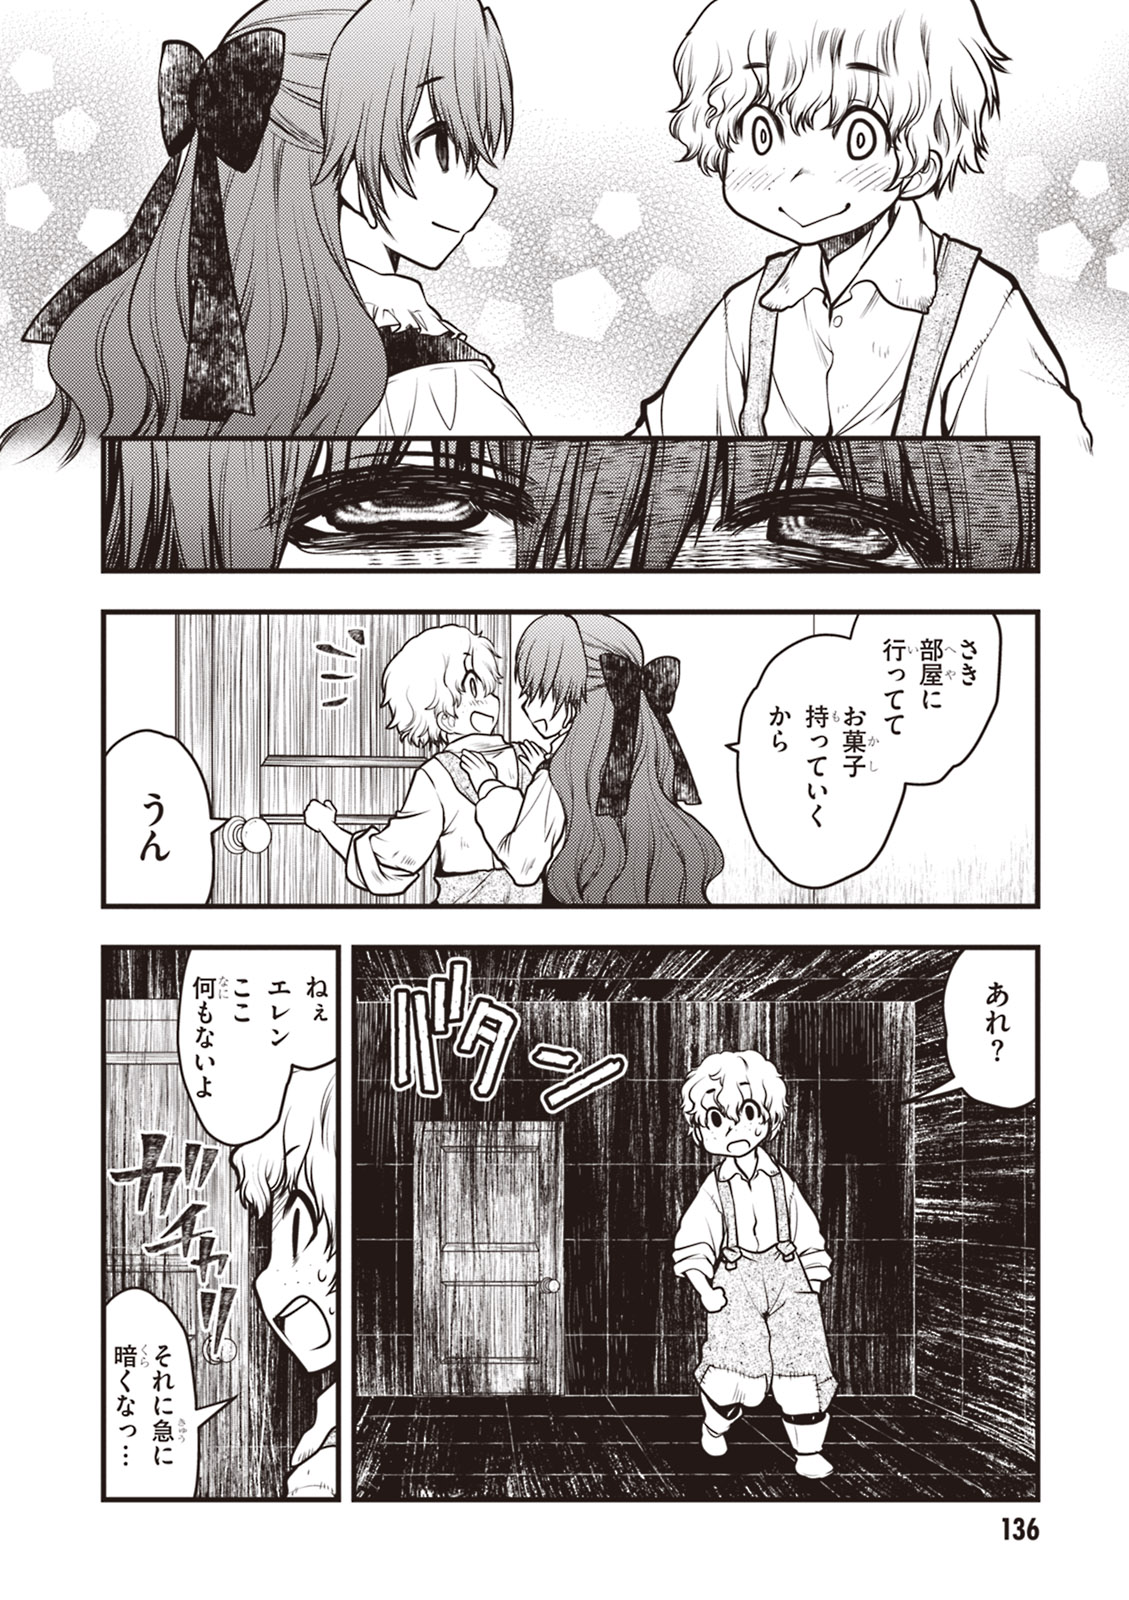 さき
部屋に
行ってて
お菓子
持っていく
から
うん
あれ？
バタン
ねぇ
エレン
ここ
何もないよ
ガチャリ
それに急に
暗くなっ…
136